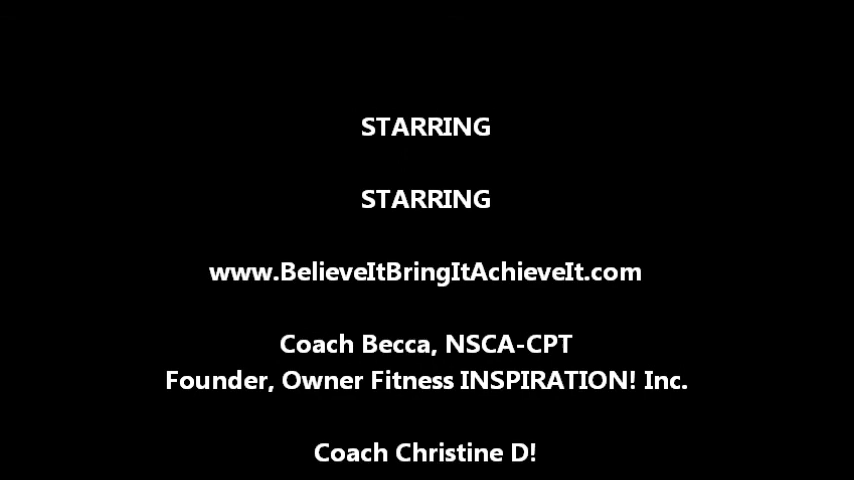 STARRING
STARRING
www.BelieveItBringItAchieveIt.com
Coach Becca, NSCA-CPT
Founder, Owner Fitness INSPIRATION! Inc.
Coach Christine D!